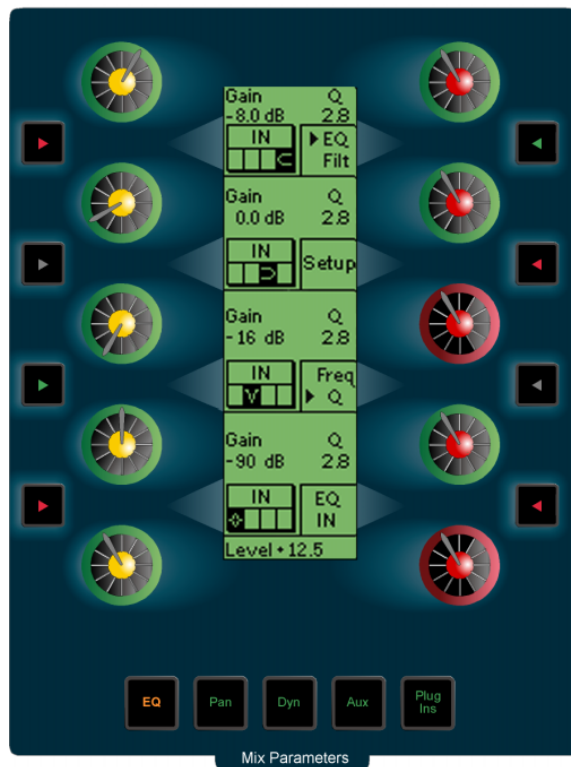 Gain Q
-8.0 dB 2.8
IN ▶EQ
Filt
Gain Q
0.0 dB 2.8
IN
Setup
Gain Q
-16 dB 2.8
IN Freq
V ▶ Q
Gain Q
-90 dB 2.8
IN EQ
IN
Level + 12.5
EQ Pan Dyn Aux Plug Ins
Mix Parameters